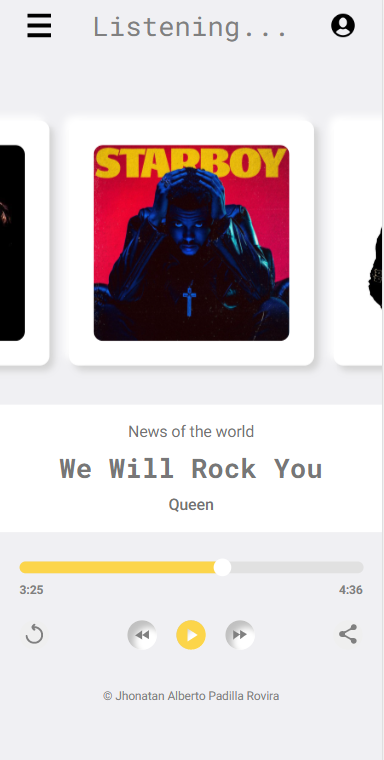 Listening...
STARBOY
News of the world
We Will Rock You
Queen
3:25 4:36
© Jhonatan Alberto Padilla Rovira